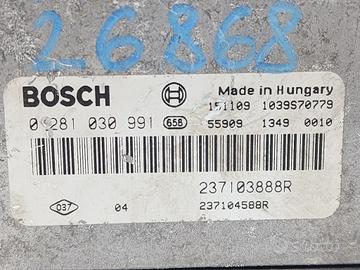 26868
BOSCH
Made in Hungary
151109 1039S70779
0 281 030 991 658 55909 1349 0010
237103888R
037 04 237104588R
subito